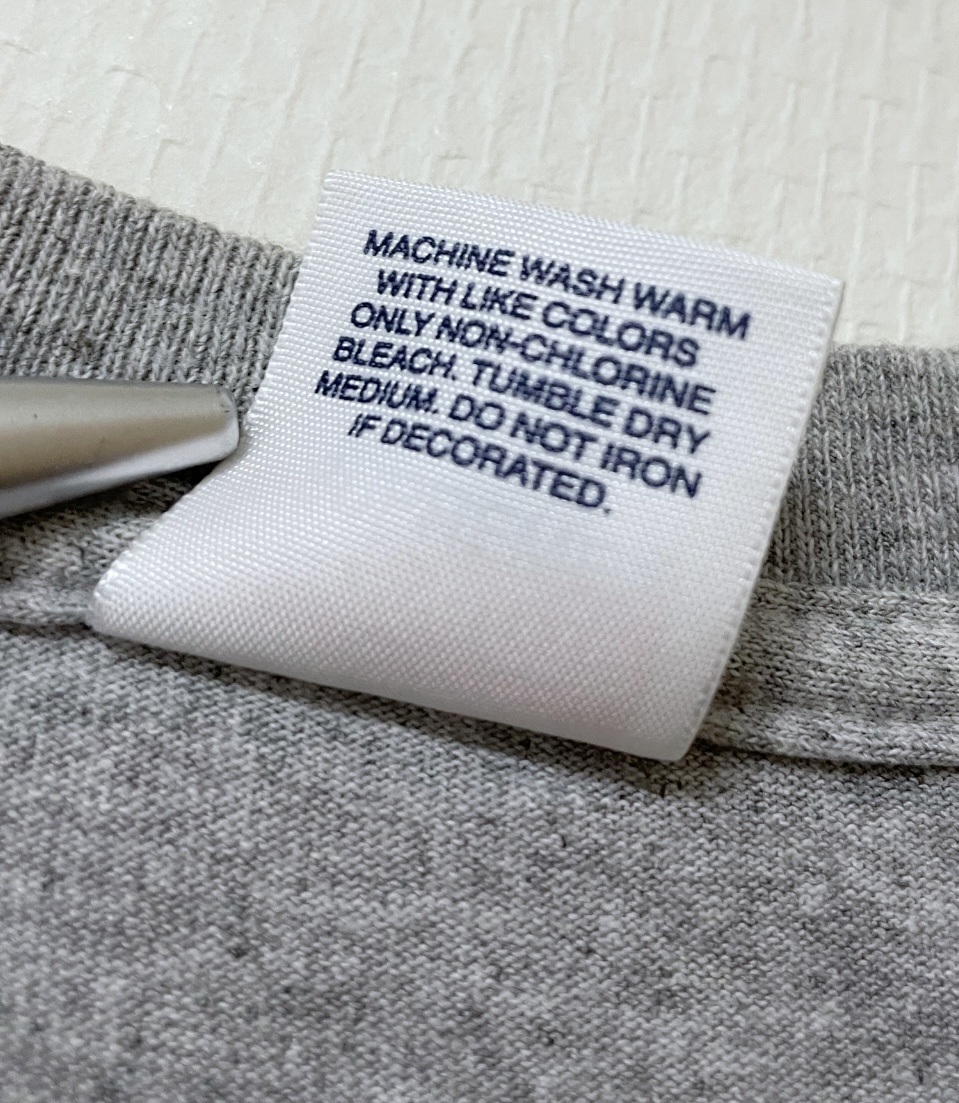 MACHINE WASH WARM
WITH LIKE COLORS
ONLY NON-CHLORINE
BLEACH. TUMBLE DRY
MEDIUM. DO NOT IRON
IF DECORATED.